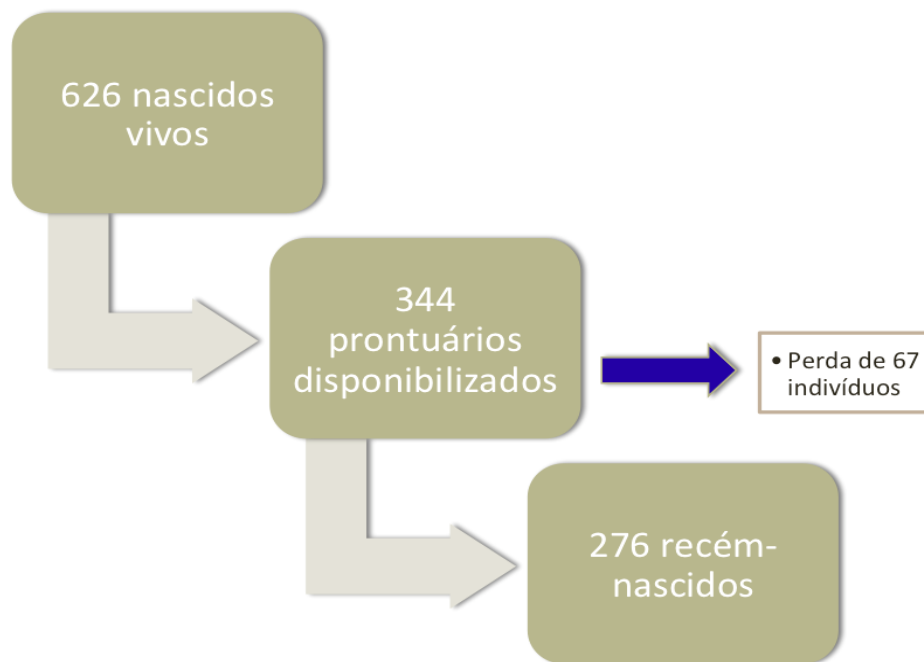 626 nascidos
vivos
344
prontuários
disponibilizados
• Perda de 67
indivíduos
276 recém-
nascidos